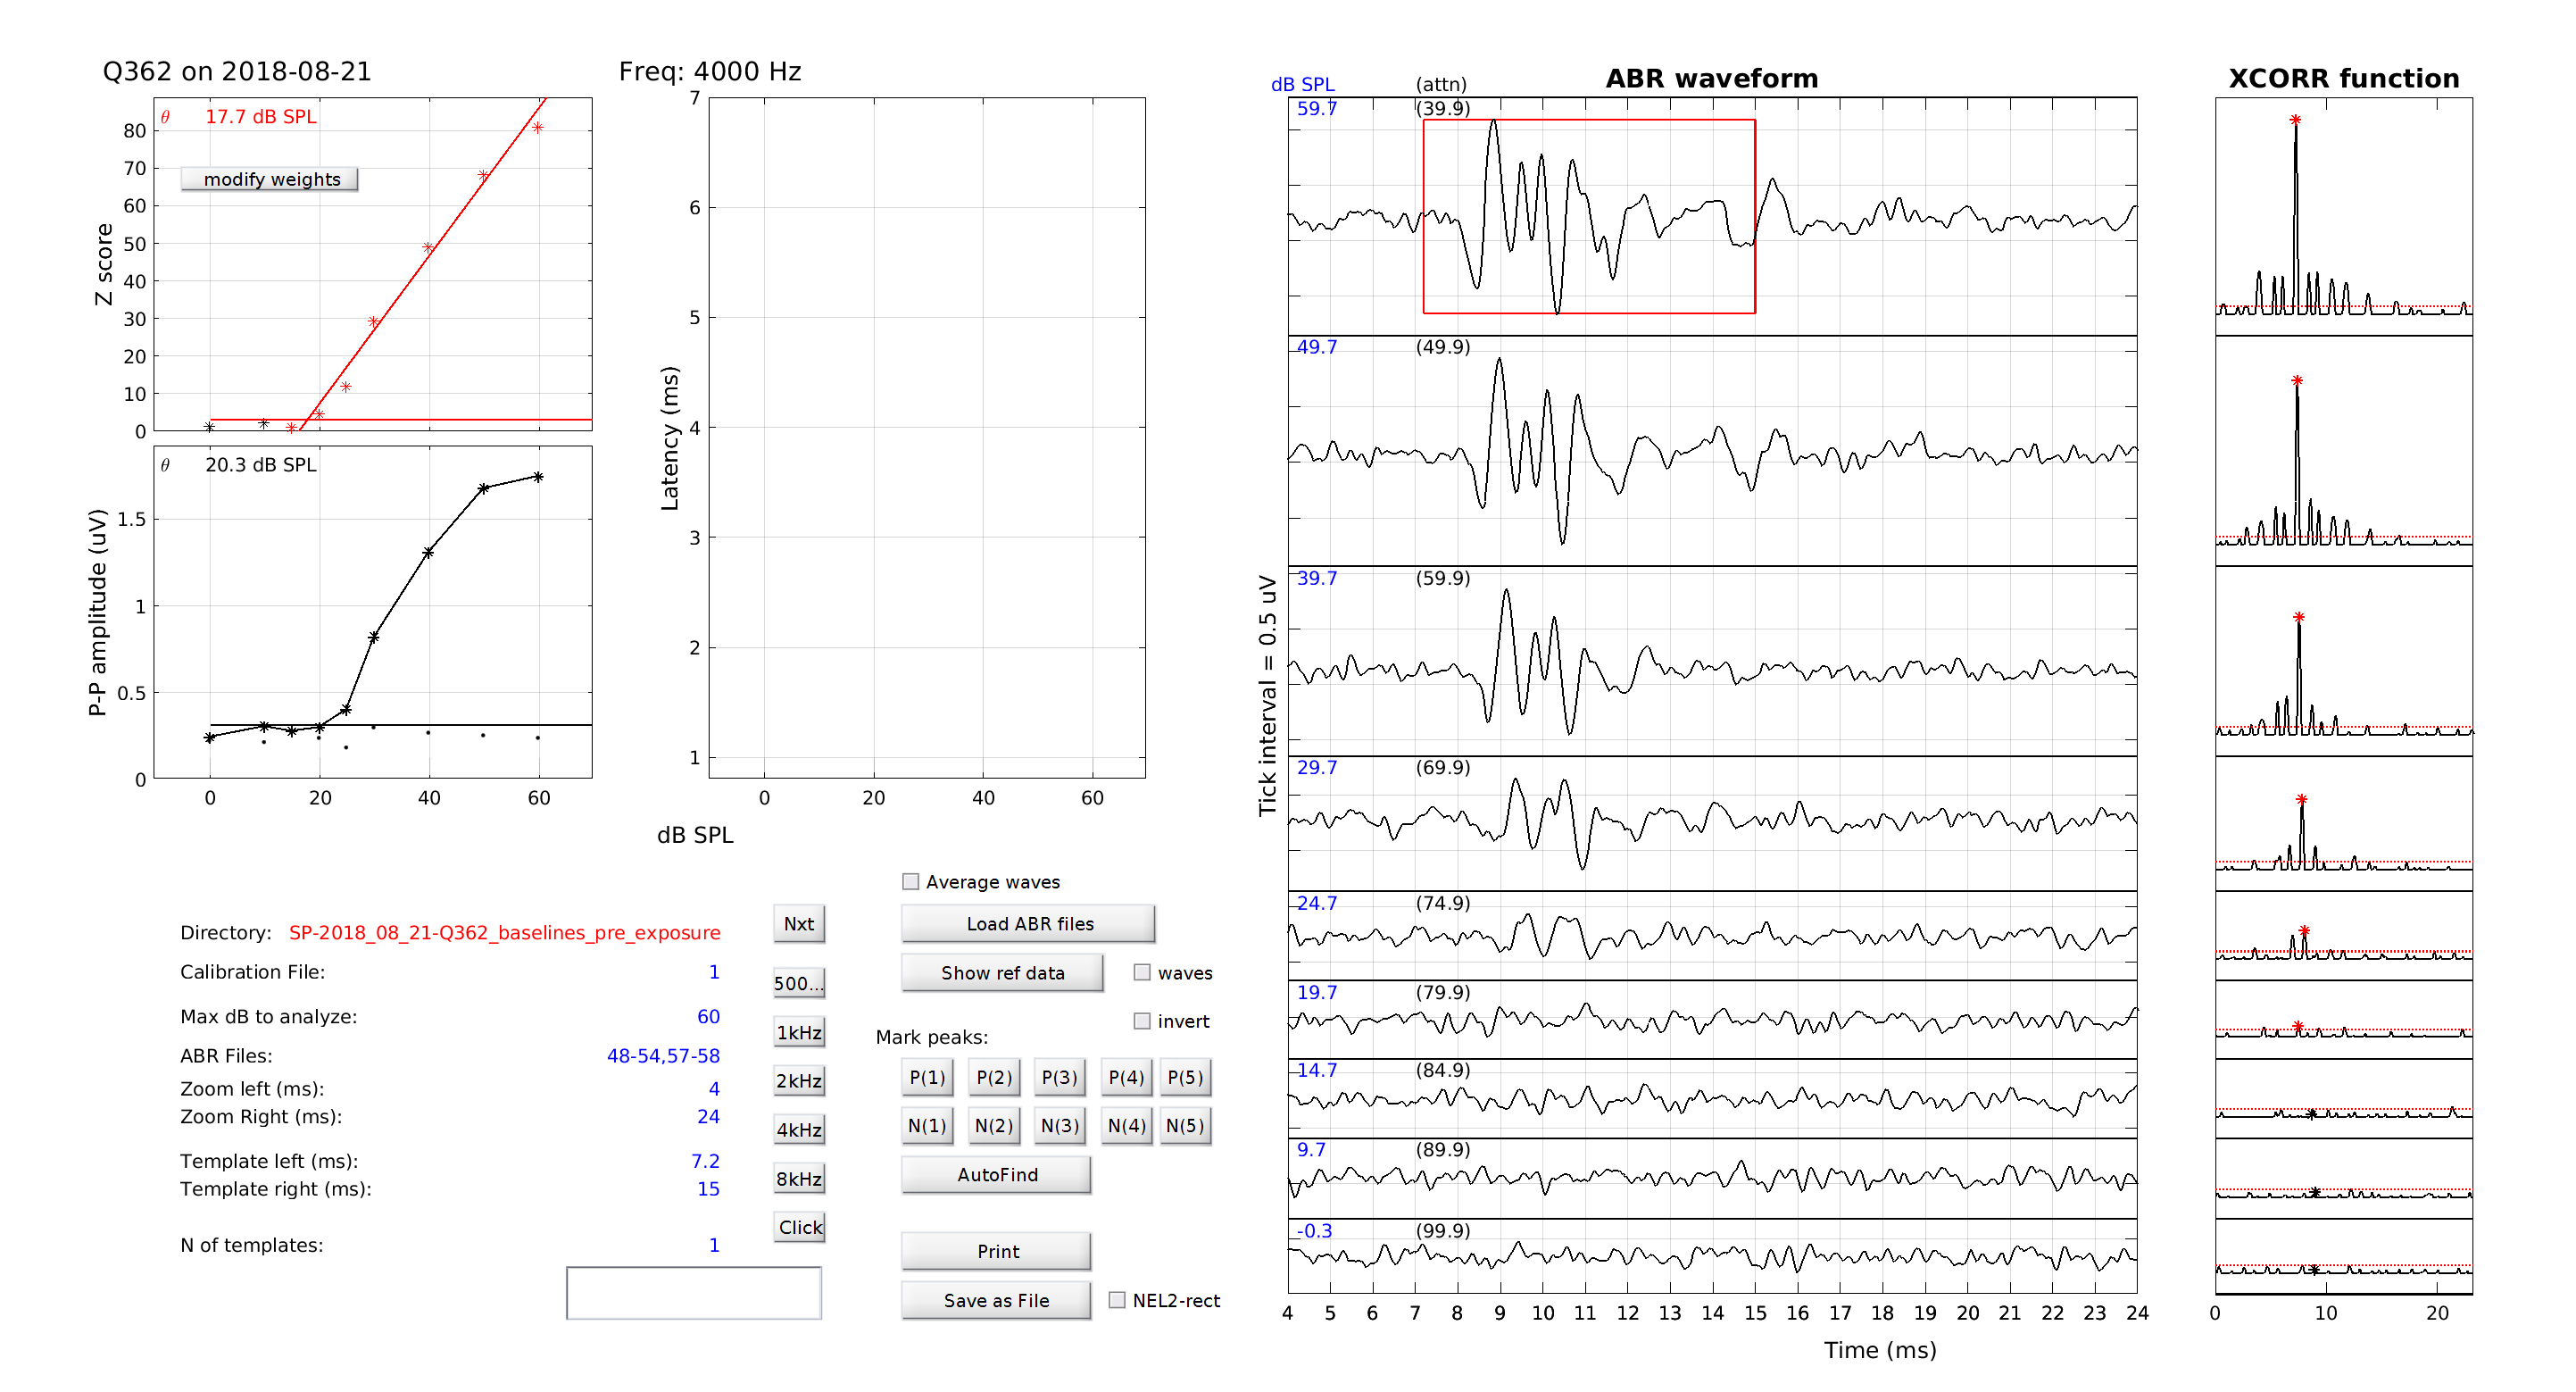 Q362 on 2018-08-21
Freq: 4000 Hz
θ 17.7 dB SPL
modify weights
Z score
80
70
60
50
40
30
20
10
0
θ 20.3 dB SPL
P-P amplitude (uV)
1.5
1
0.5
0
0 20 40 60
Latency (ms)
7
6
5
4
3
2
1
0 20 40 60
dB SPL
Directory: SP-2018_08_21-Q362_baselines_pre_exposure
Calibration File: 1
Max dB to analyze: 60
ABR Files: 48-54,57-58
Zoom left (ms): 4
Zoom Right (ms): 24
Template left (ms): 7.2
Template right (ms): 15
N of templates: 1
Nxt
500...
1kHz
2kHz
4kHz
8kHz
Click
Average waves
Load ABR files
Show ref data
waves
invert
Mark peaks:
P(1) P(2) P(3) P(4) P(5)
N(1) N(2) N(3) N(4) N(5)
AutoFind
Print
Save as File
NEL2-rect
ABR waveform
dB SPL (attn)
59.7 (39.9)
49.7 (49.9)
39.7 (59.9)
29.7 (69.9)
24.7 (74.9)
19.7 (79.9)
14.7 (84.9)
9.7 (89.9)
-0.3 (99.9)
Tick interval = 0.5 uV
4 5 6 7 8 9 10 11 12 13 14 15 16 17 18 19 20 21 22 23 24
Time (ms)
XCORR function
0 10 20